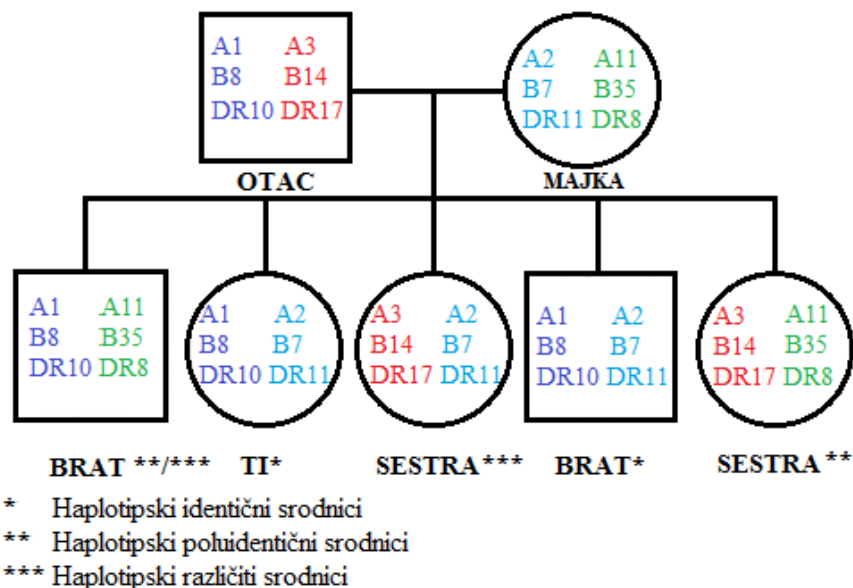 A1 A3
B8 B14
DR10 DR17
OTAC
A2 A11
B7 B35
DR11 DR8
MAJKA
A1 A11
B8 B35
DR10 DR8
BRAT **/***
A1 A2
B8 B7
DR10 DR11
TI*
A3 A2
B14 B7
DR17 DR11
SESTRA***
A1 A2
B8 B7
DR10 DR11
BRAT*
A3 A11
B14 B35
DR17 DR8
SESTRA **
* Haplotipski identični srodnici
** Haplotipski poluidentični srodnici
*** Haplotipski različiti srodnici